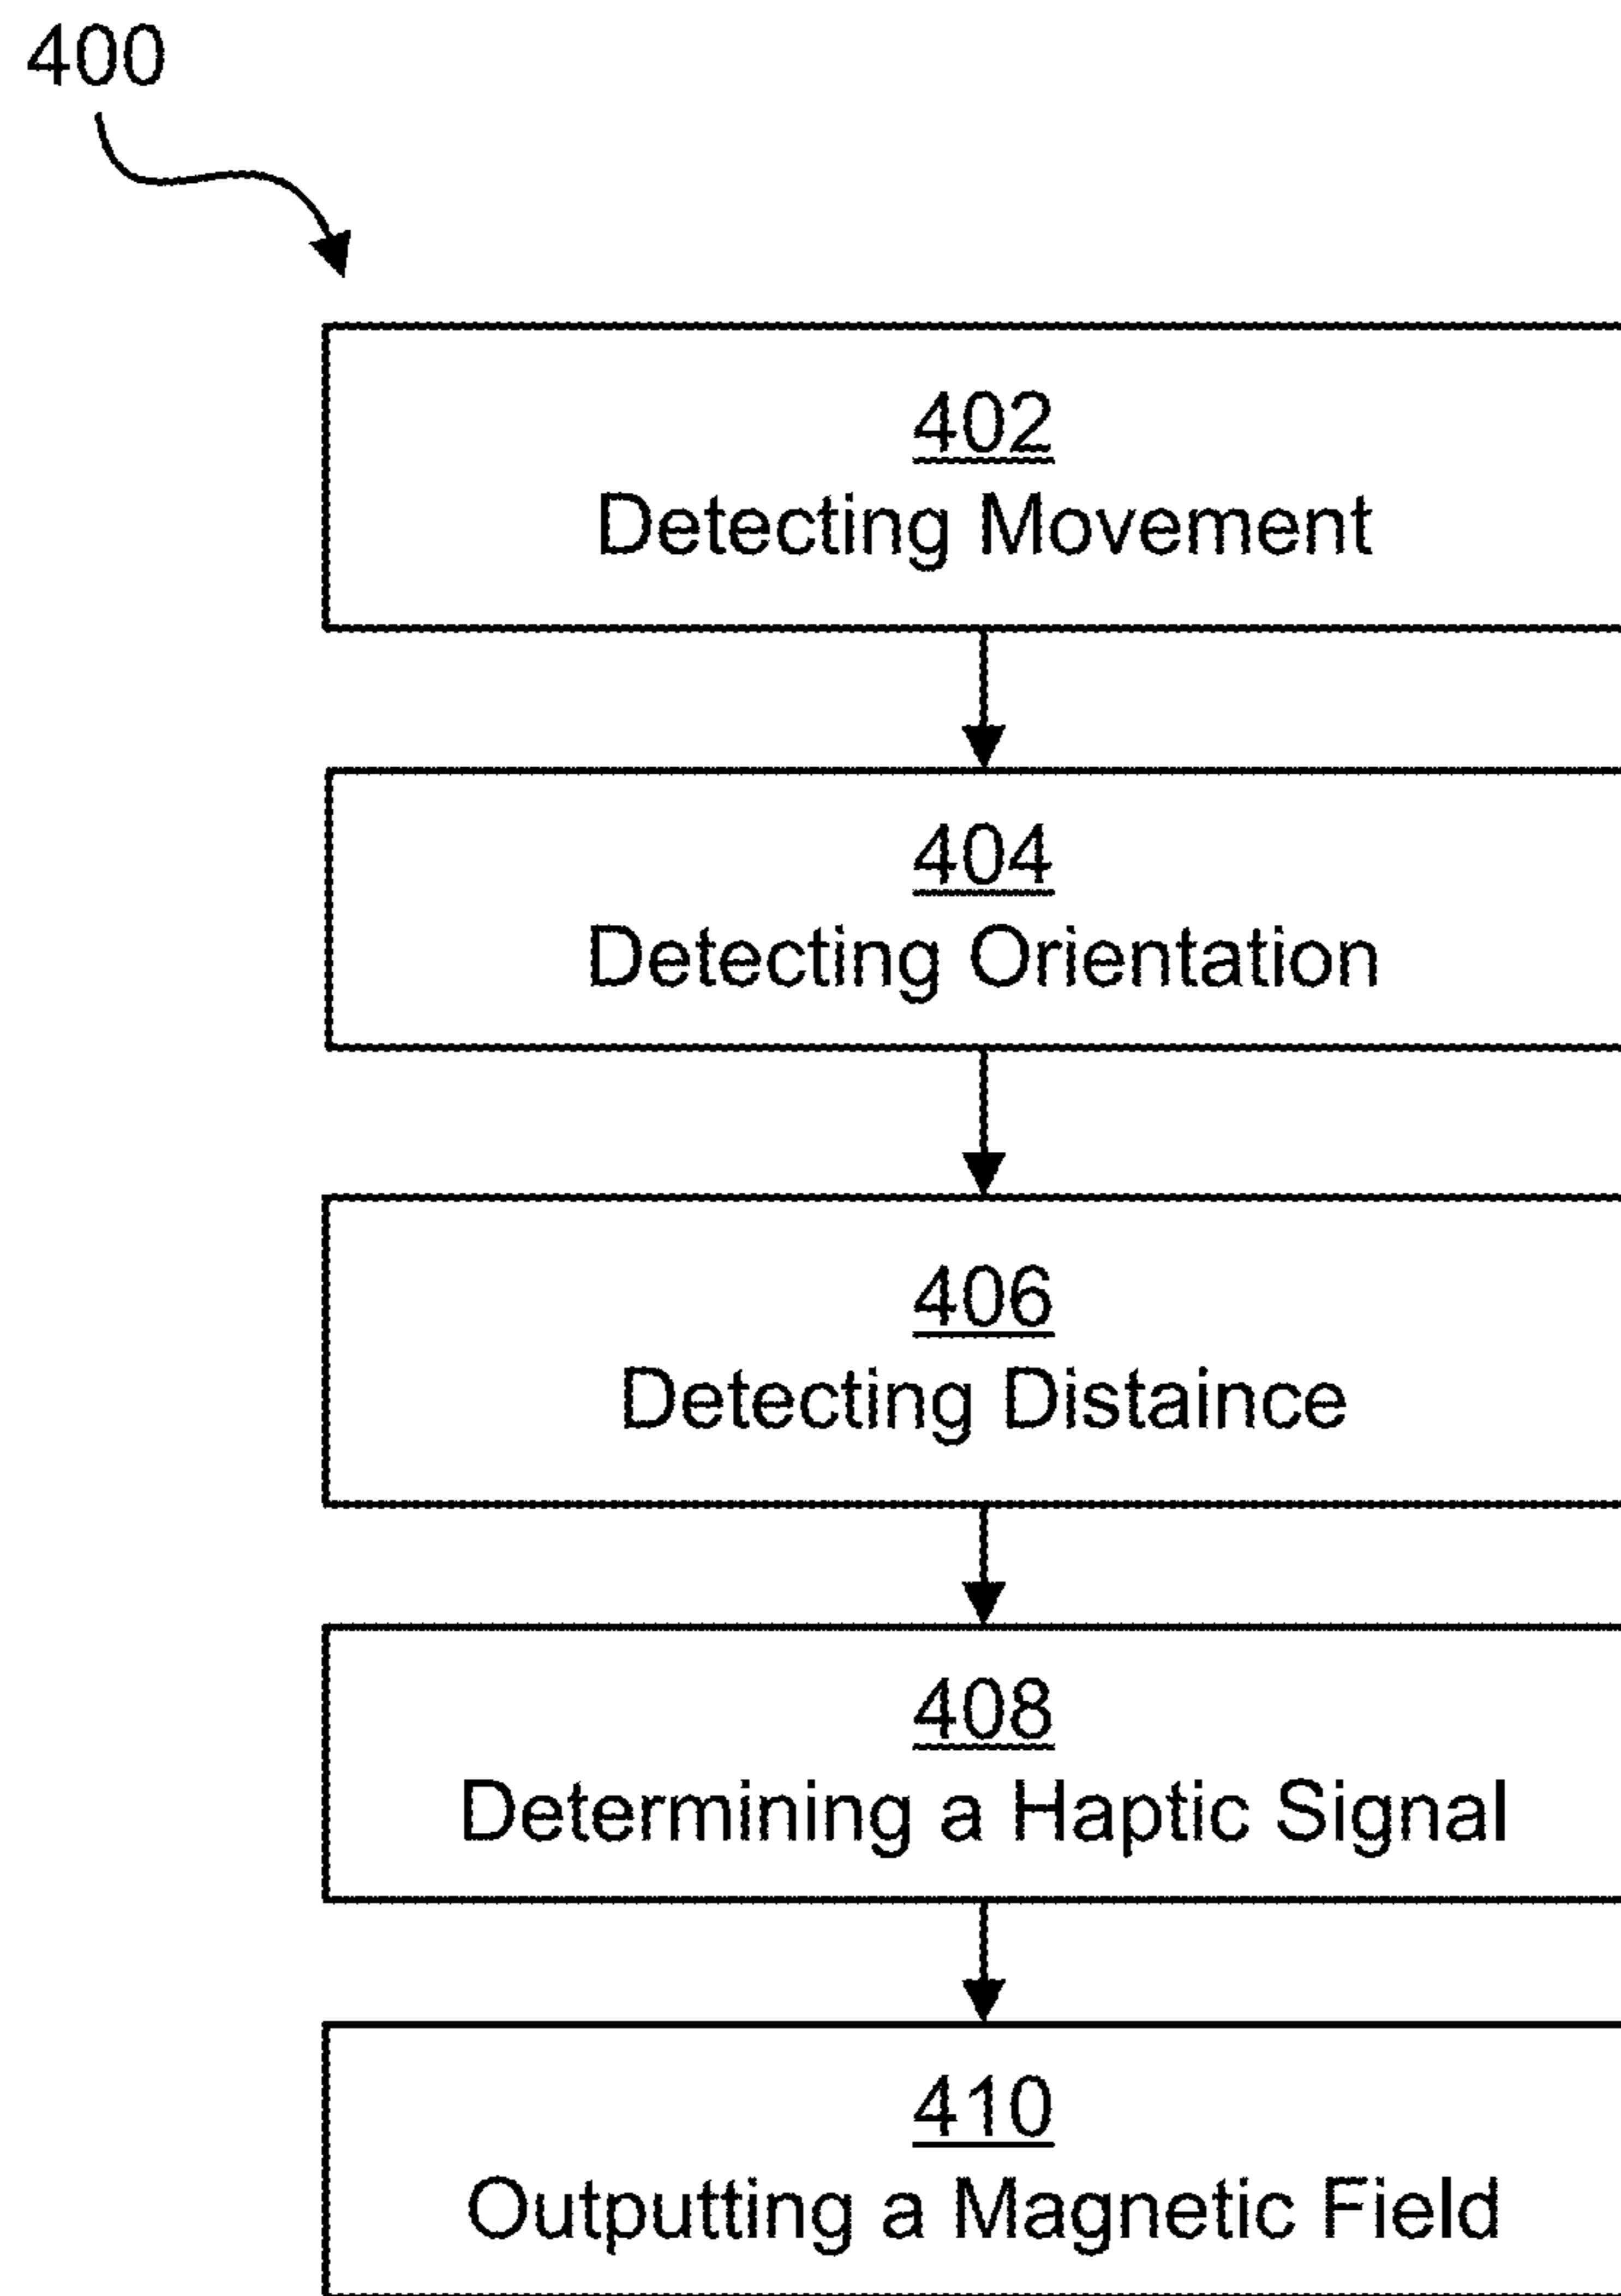 400
402
Detecting Movement
404
Detecting Orientation
406
Detecting Distaince
408
Determining a Haptic Signal
410
Outputting a Magnetic Field